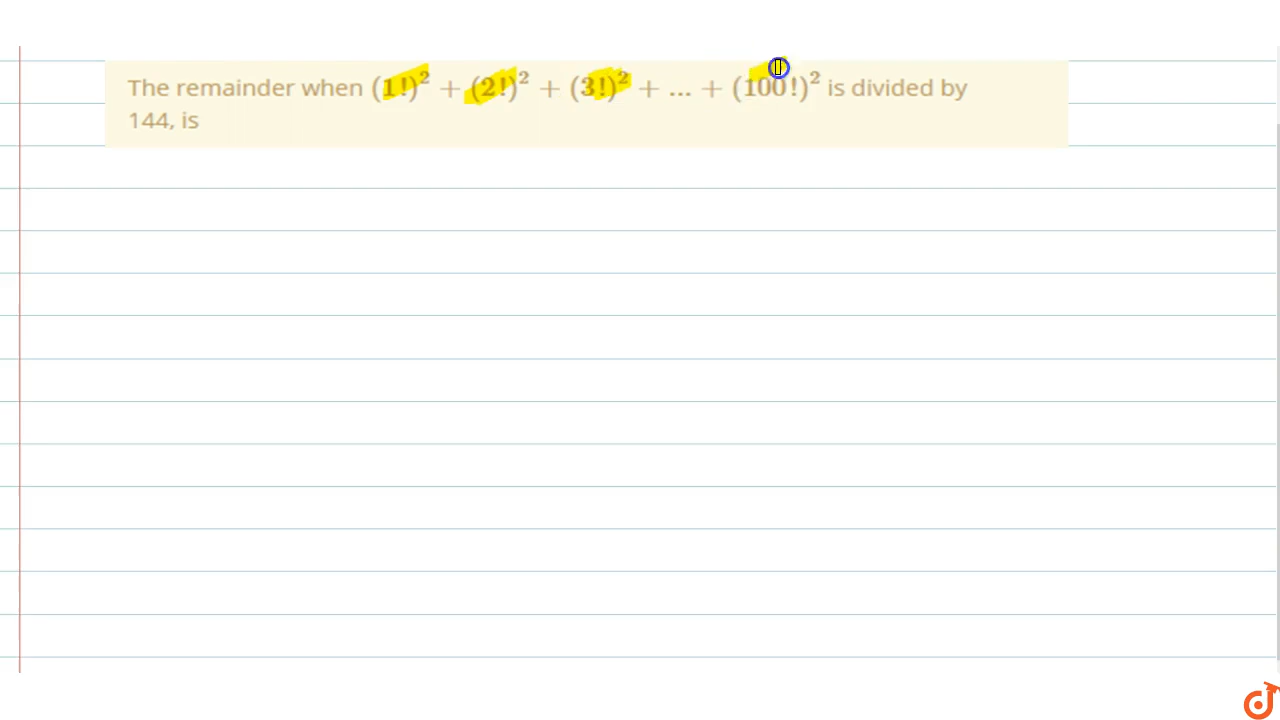 The remainder when (1!)² + (2!)² + (3!)² + ... + (100!)² is divided by
144, is